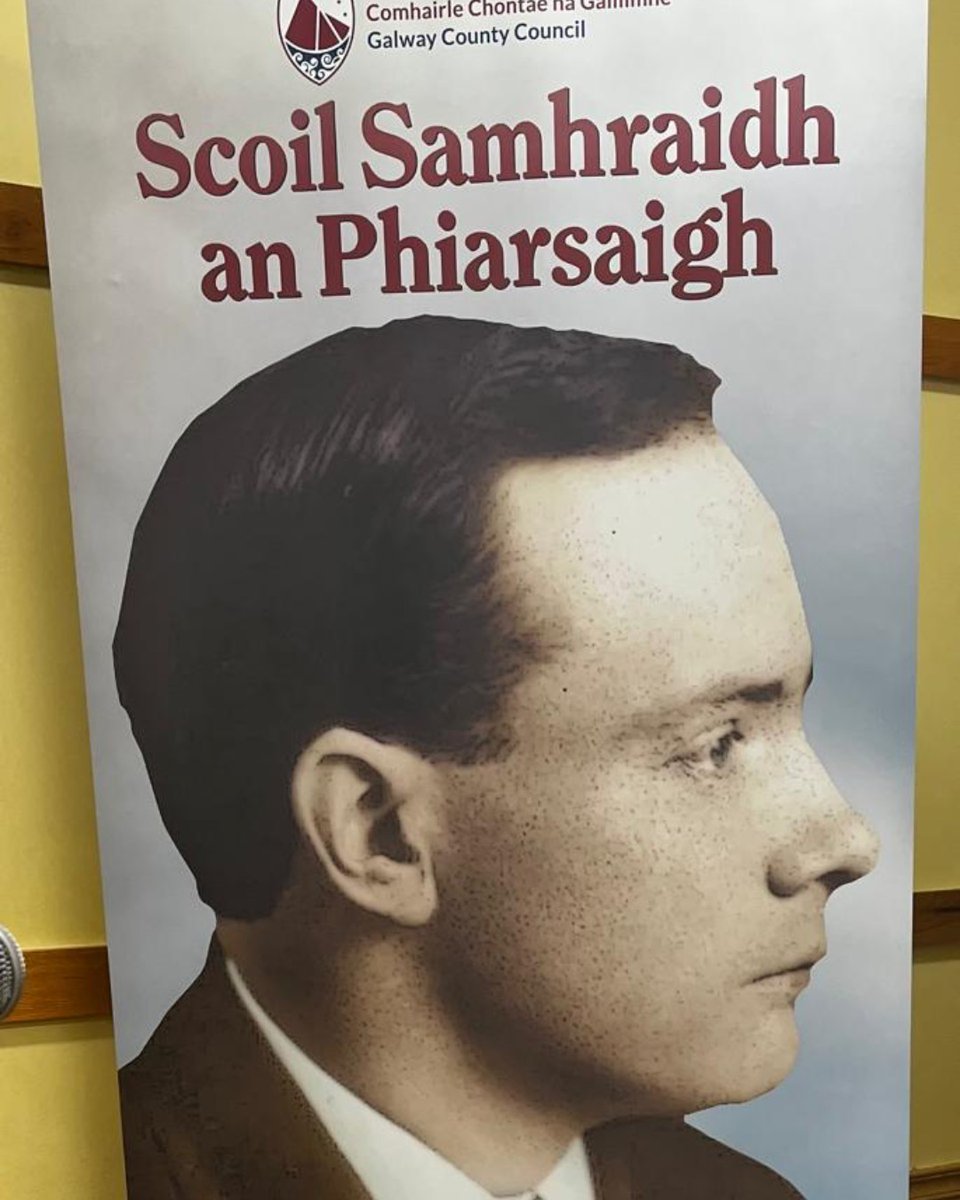 Comhairle Chontae na Gaillimhe
Galway County Council
Scoil Samhraidh
an Phiarsaigh